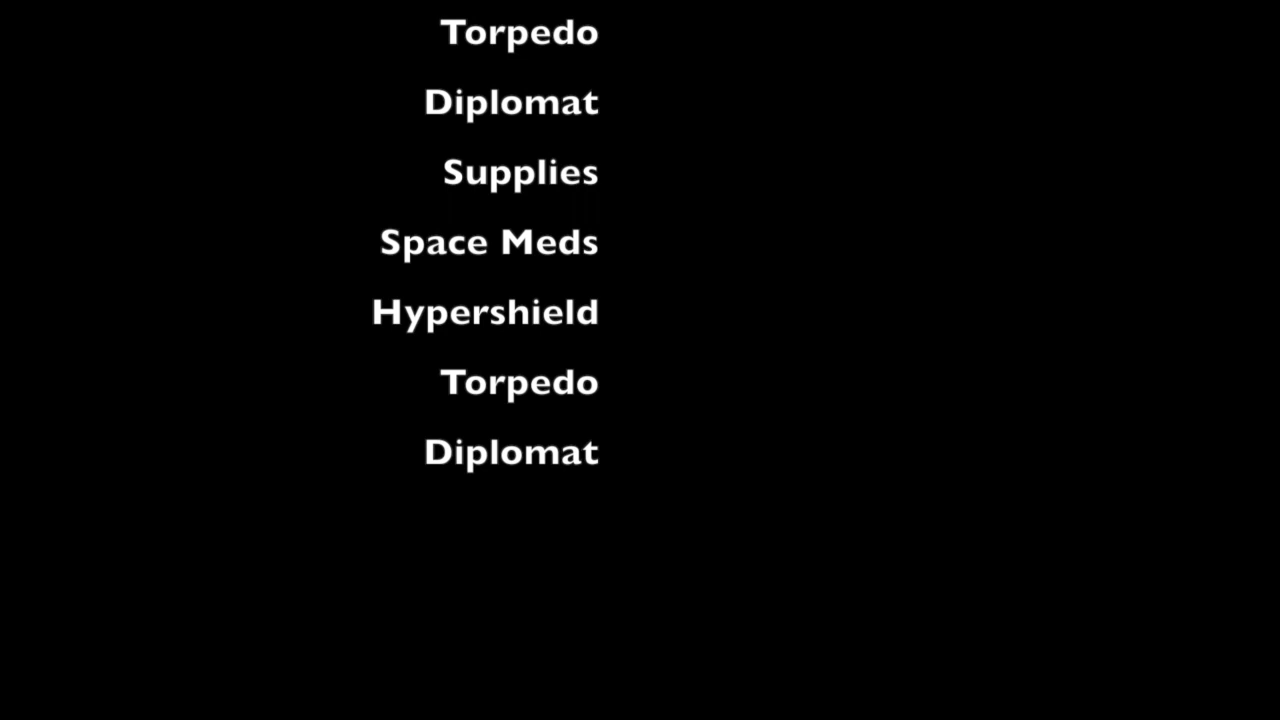 Torpedo
Diplomat
Supplies
Space Meds
Hypershield
Torpedo
Diplomat